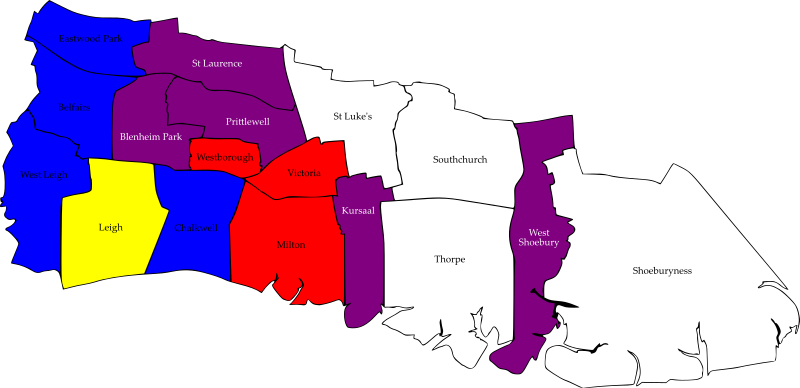 Eastwood Park
St Laurence
Belfairs
St Luke's
Prittlewell
Blenheim Park
Westborough
Southchurch
Victoria
West Leigh
Kursaal
Leigh
Chalkwell
West
Shoebury
Milton
Thorpe
Shoeburyness